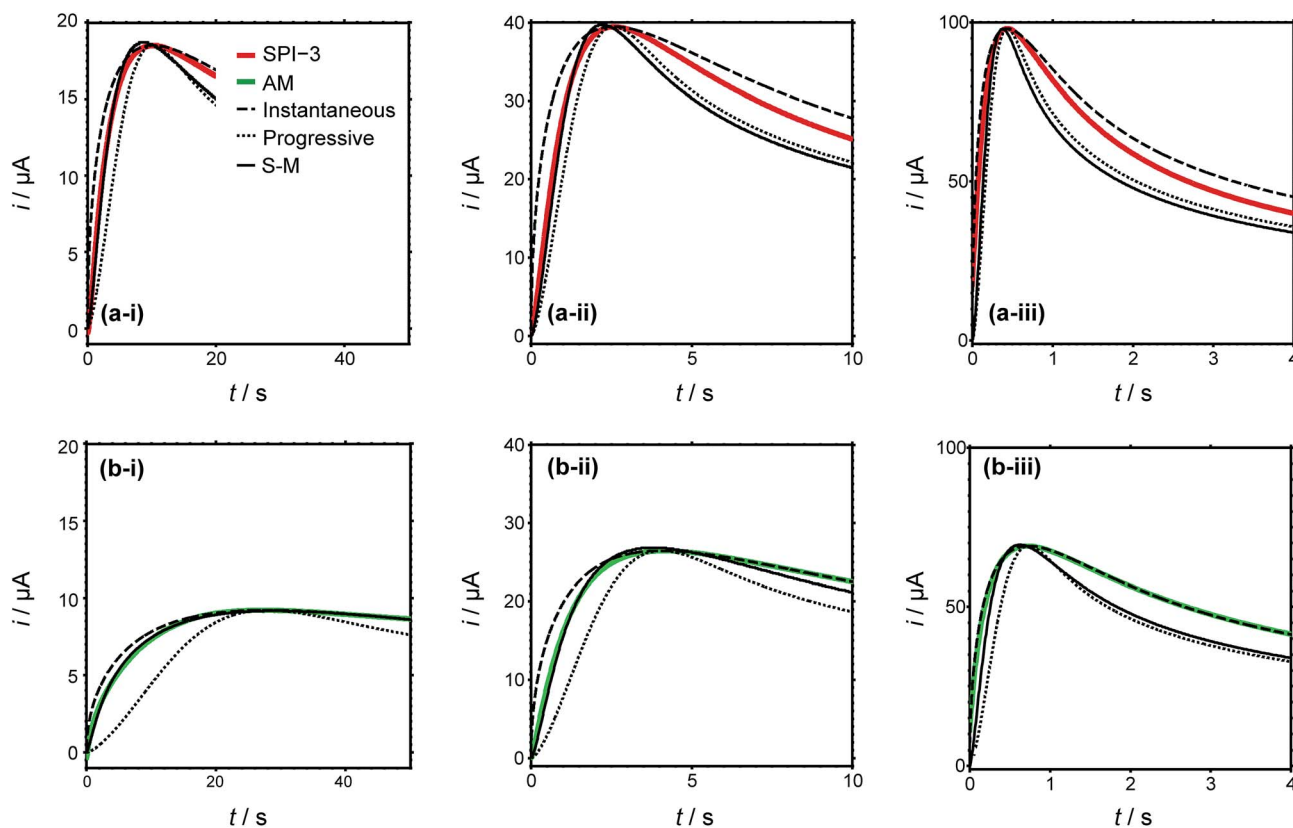 20
15
10
5
0
i / µA
SPI–3
AM
Instantaneous
Progressive
S-M
(a-i)
0
20
40
t / s
40
30
20
10
0
i / µA
(a-ii)
0
5
10
t / s
100
50
0
i / µA
(a-iii)
0
1
2
3
4
t / s
20
15
10
5
0
i / µA
(b-i)
0
20
40
t / s
40
30
20
10
0
i / µA
(b-ii)
0
5
10
t / s
100
50
0
i / µA
(b-iii)
0
1
2
3
4
t / s